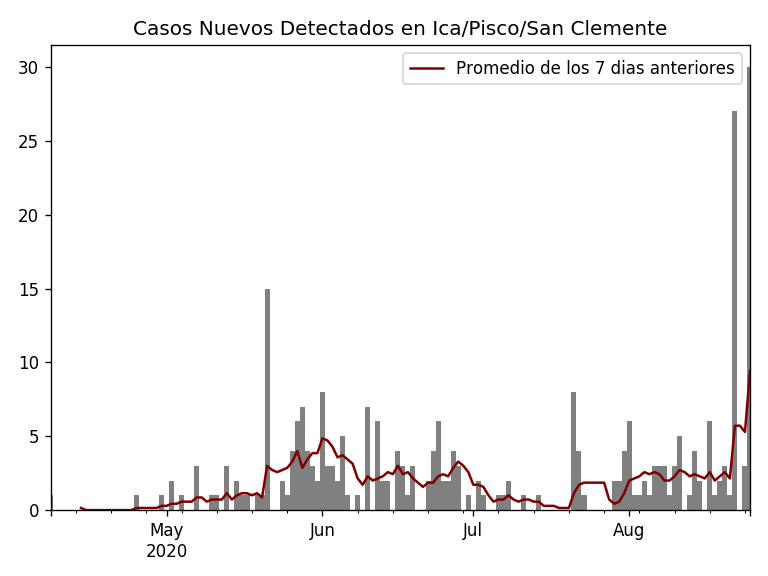 Casos Nuevos Detectados en Ica/Pisco/San Clemente
Promedio de los 7 dias anteriores
30
25
20
15
10
5
0
May
2020
Jun
Jul
Aug